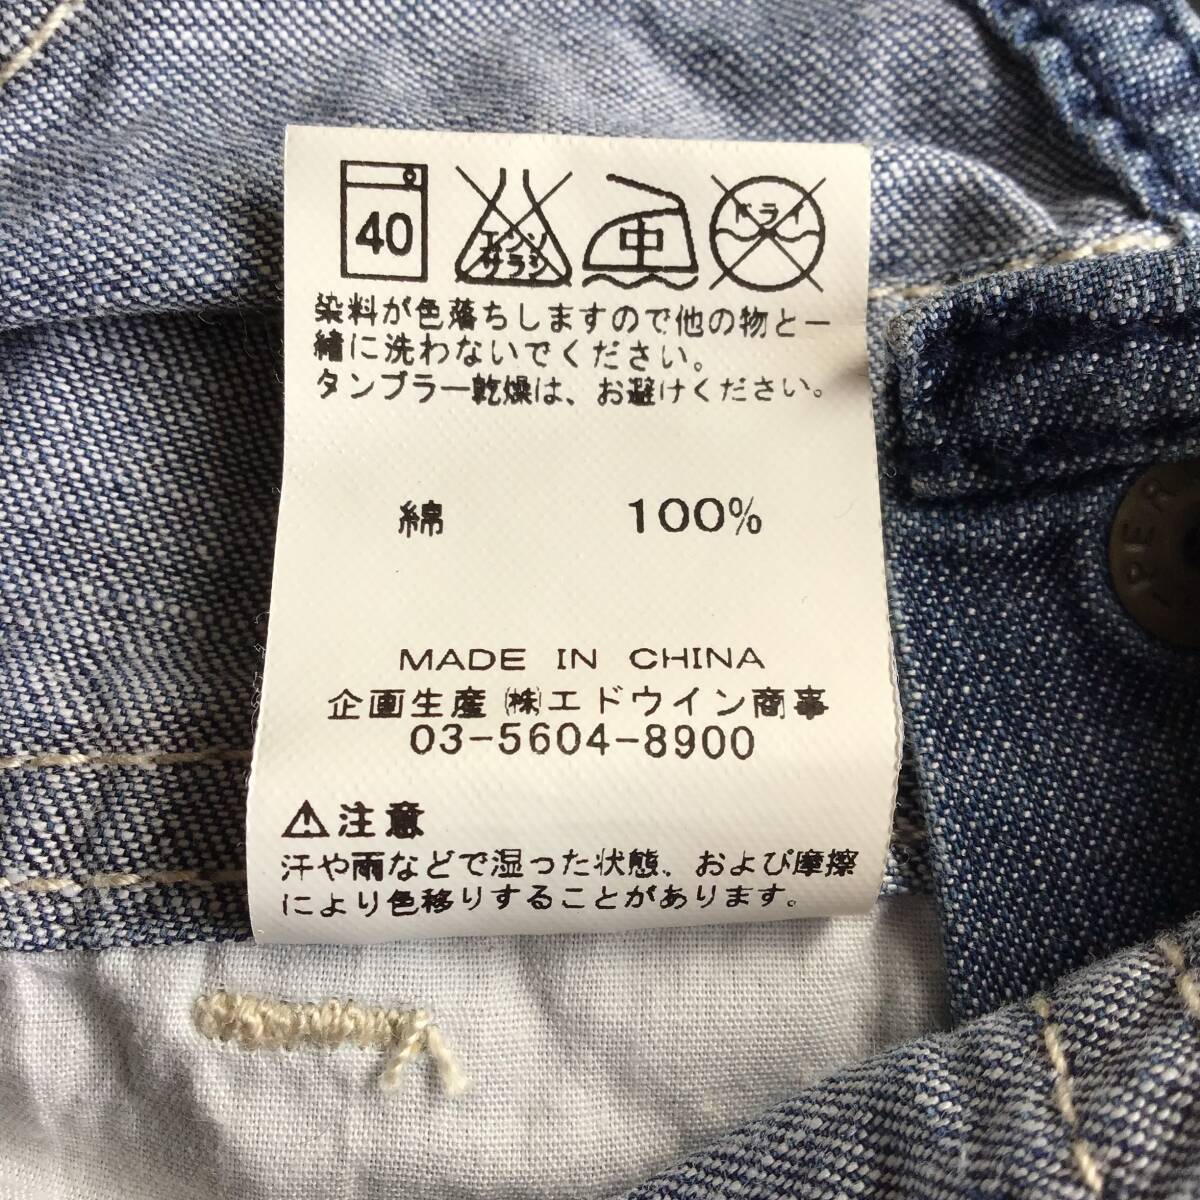 40
エンソ
サラシ
中
ドライ
染料が色落ちしますので他の物と一
緒に洗わないでください。
タンブラー乾燥は、お避けください。
綿 100%
MADE IN CHINA
企画生産 ㈱エドウイン商事
03-5604-8900
⚠注意
汗や雨などで湿った状態、および摩擦
により色移りすることがあります。
PER